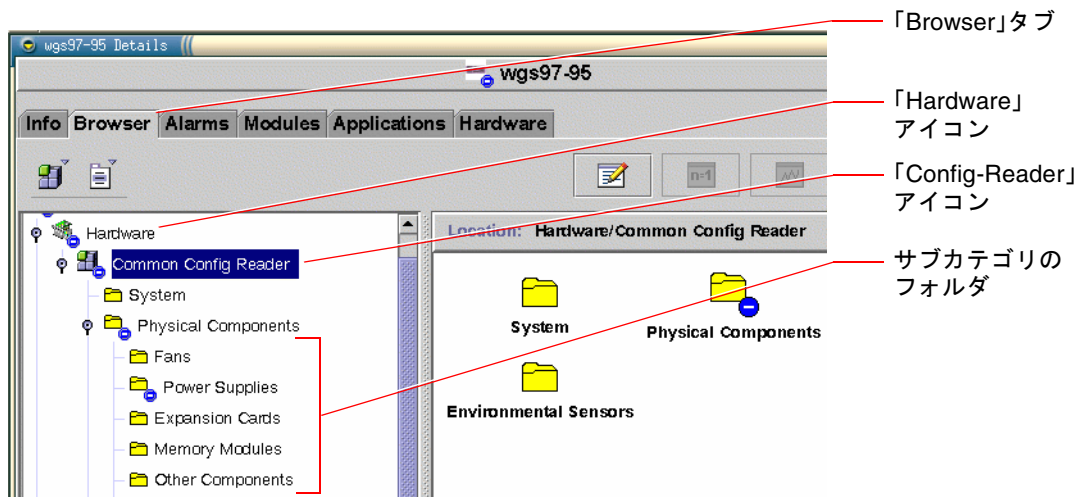 wgs97-95 Details
wgs97-95
Info Browser Alarms Modules Applications Hardware
n=1
Hardware
Common Config Reader
System
Physical Components
Fans
Power Supplies
Expansion Cards
Memory Modules
Other Components
Location: Hardware/Common Config Reader
System
Physical Components
Environmental Sensors
「Browser」タブ
「Hardware」
アイコン
「Config-Reader」
アイコン
サブカテゴリの
フォルダ